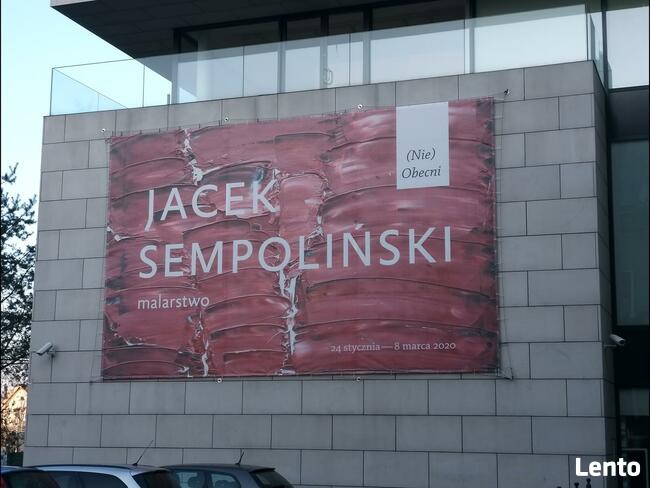 (Nie)
Obecni
JACEK
SEMPOLIŃSKI
malarstwo
24 stycznia—8 marca 2020
Lento